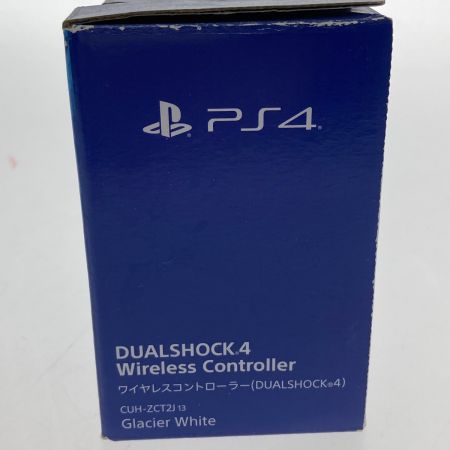 PS4
DUALSHOCK®4
Wireless Controller
ワイヤレスコントローラー(DUALSHOCK®4)
CUH-ZCT2J 13
Glacier White